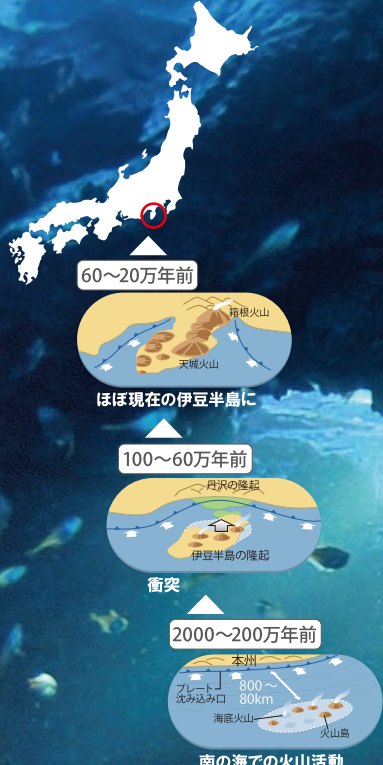 60〜20万年前
箱根火山
天城火山
ほぼ現在の伊豆半島に
100〜60万年前
丹沢の隆起
伊豆半島の隆起
衝突
2000〜200万年前
本州
プレート
沈み込み口
800〜
80km
海底火山
火山島
南の海での火山活動